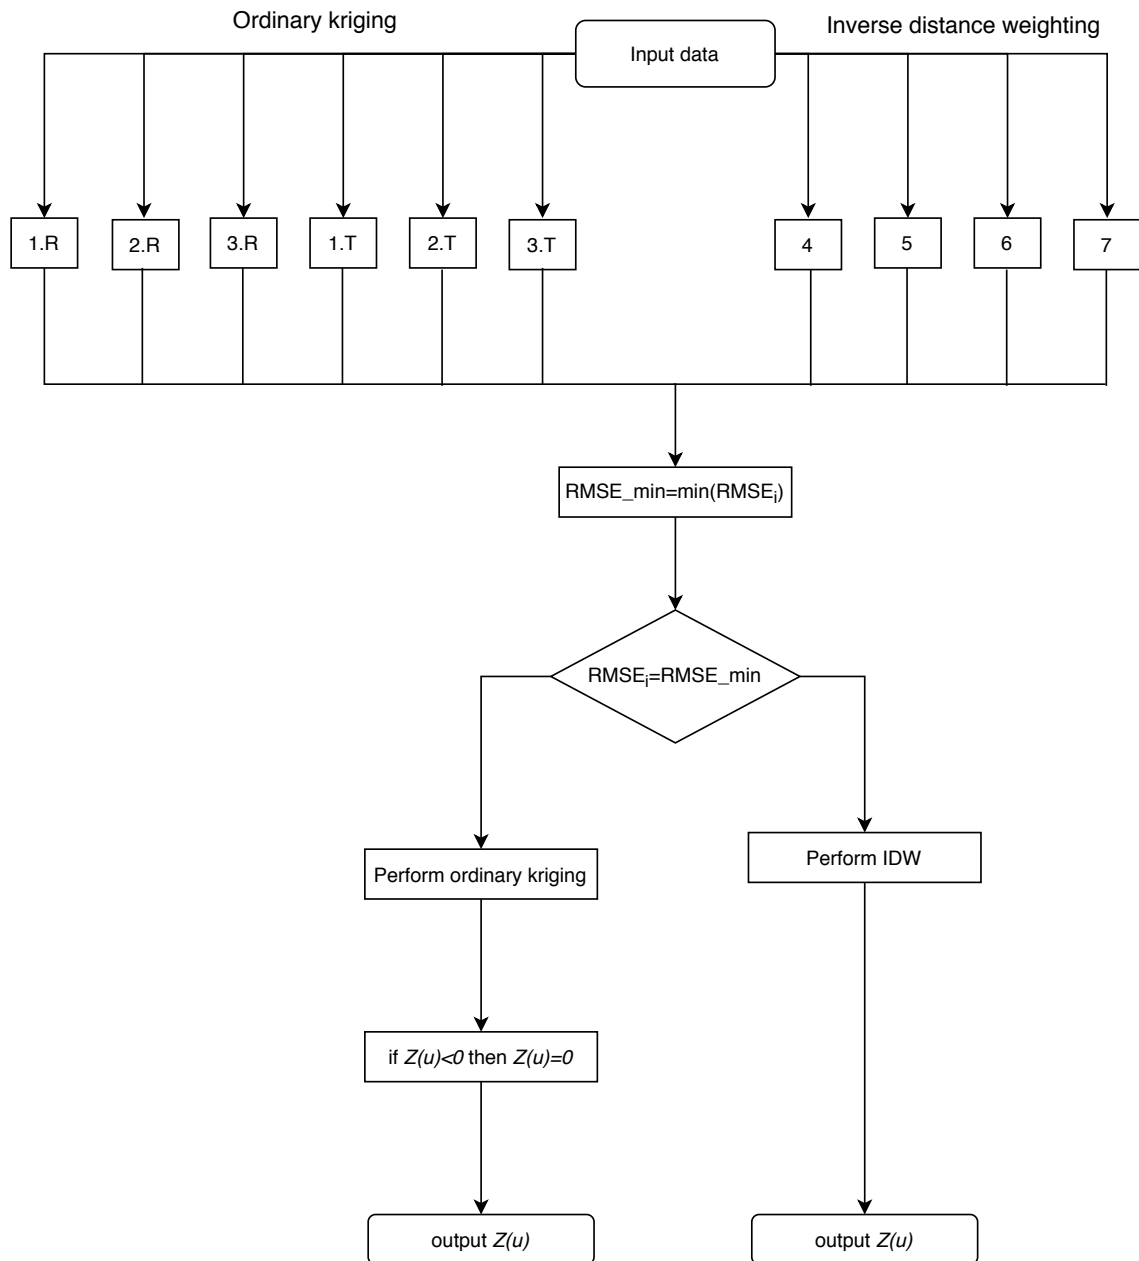 Ordinary kriging
Input data
Inverse distance weighting
1.R
2.R
3.R
1.T
2.T
3.T
4
5
6
7
RMSE_min=min(RMSEi)
RMSEi=RMSE_min
Perform ordinary kriging
Perform IDW
if Z(u)<0 then Z(u)=0
output Z(u)
output Z(u)